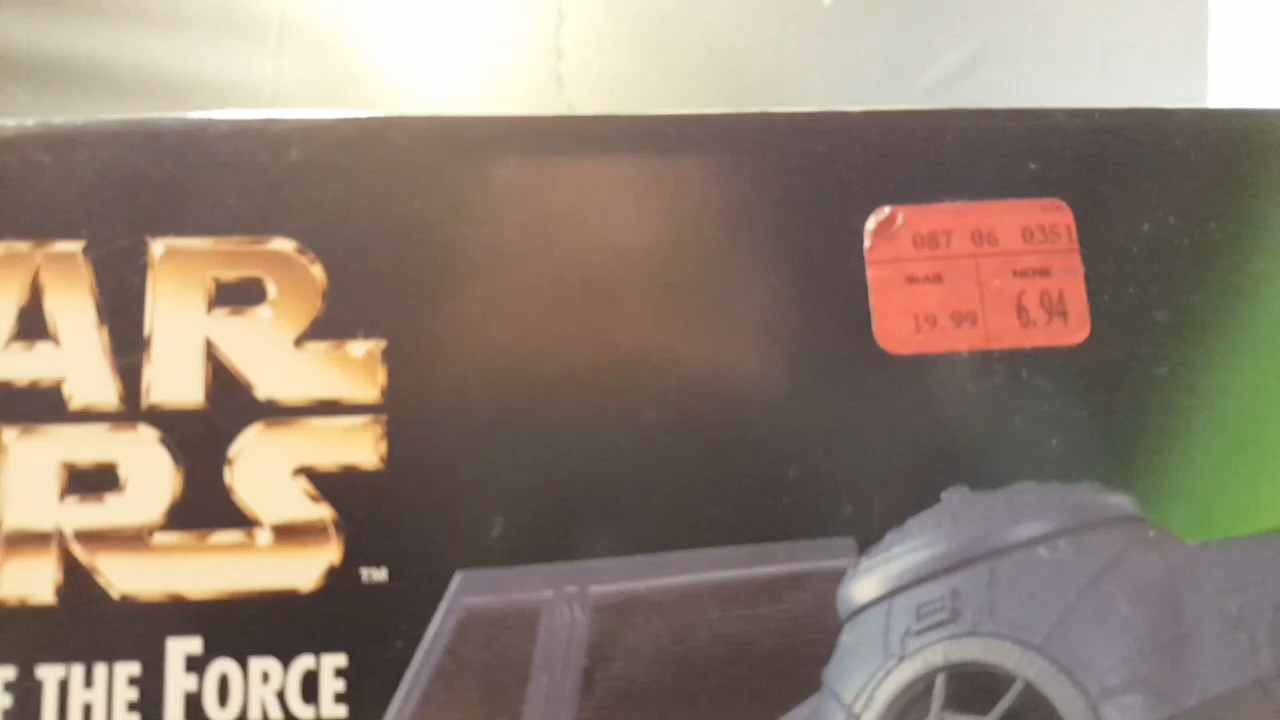 AR
RS
™
F THE FORCE
087 06 0351
WAS NOW
19.99 6.94